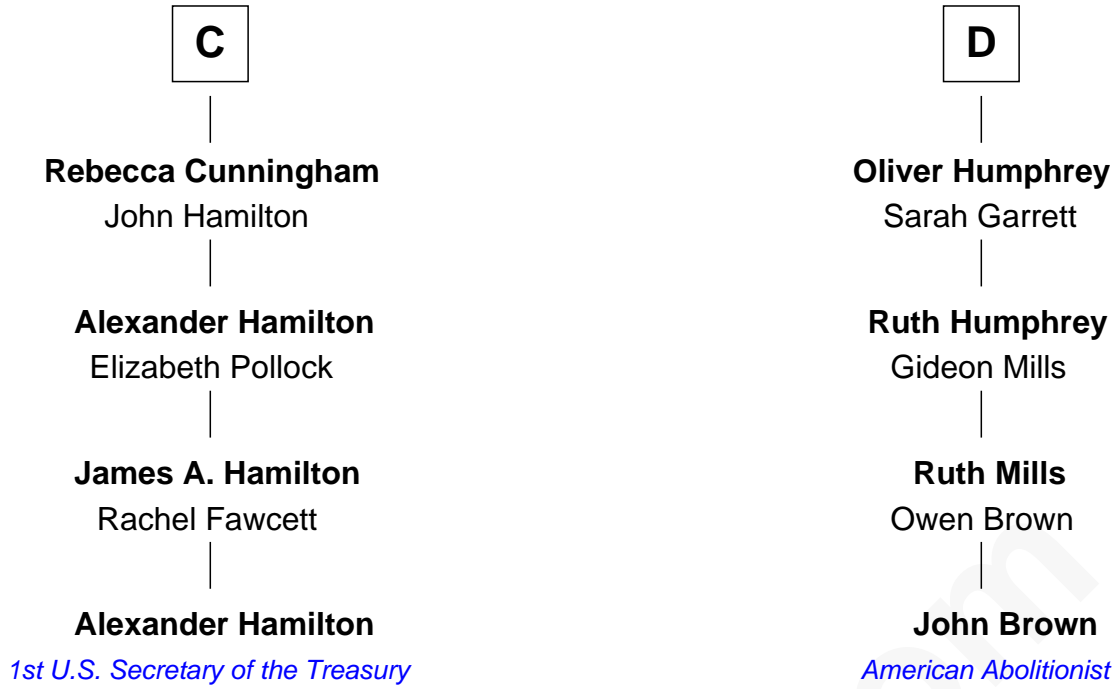 C
Rebecca Cunningham
John Hamilton
Alexander Hamilton
Elizabeth Pollock
James A. Hamilton
Rachel Fawcett
Alexander Hamilton
1st U.S. Secretary of the Treasury
D
Oliver Humphrey
Sarah Garrett
Ruth Humphrey
Gideon Mills
Ruth Mills
Owen Brown
John Brown
American Abolitionist